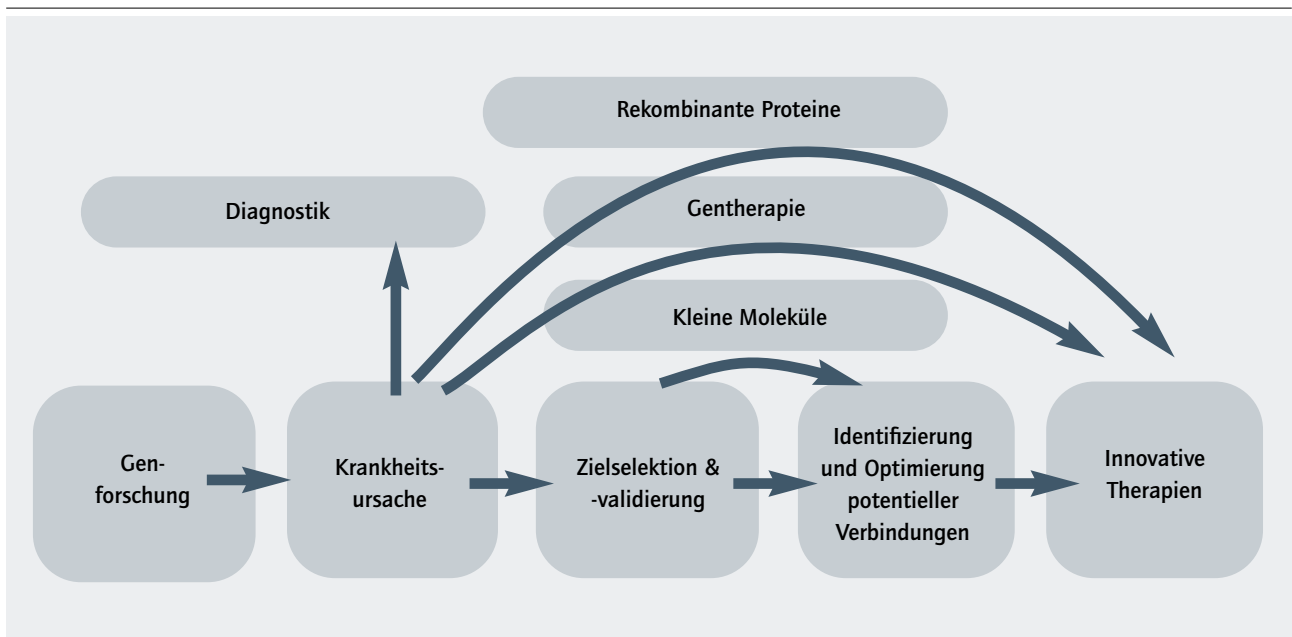 Rekombinante Proteine
Diagnostik
Gentherapie
Kleine Moleküle
Gen-
forschung
Krankheits-
ursache
Zielselektion &
-validierung
Identifizierung
und Optimierung
potentieller
Verbindungen
Innovative
Therapien